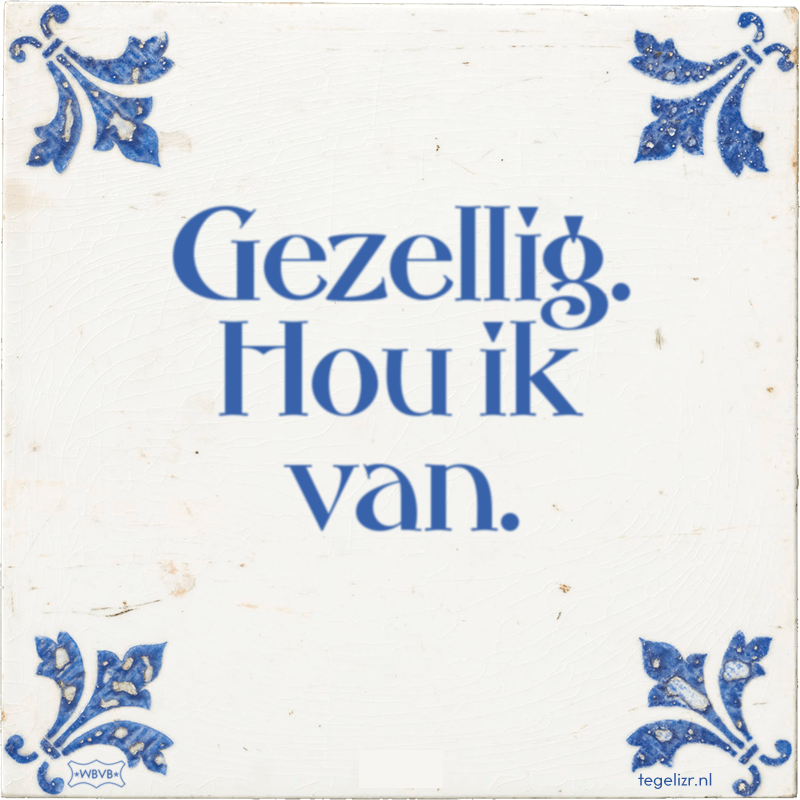 Gezellig.
Hou ik
van.
*WBVB*
tegelizr.nl